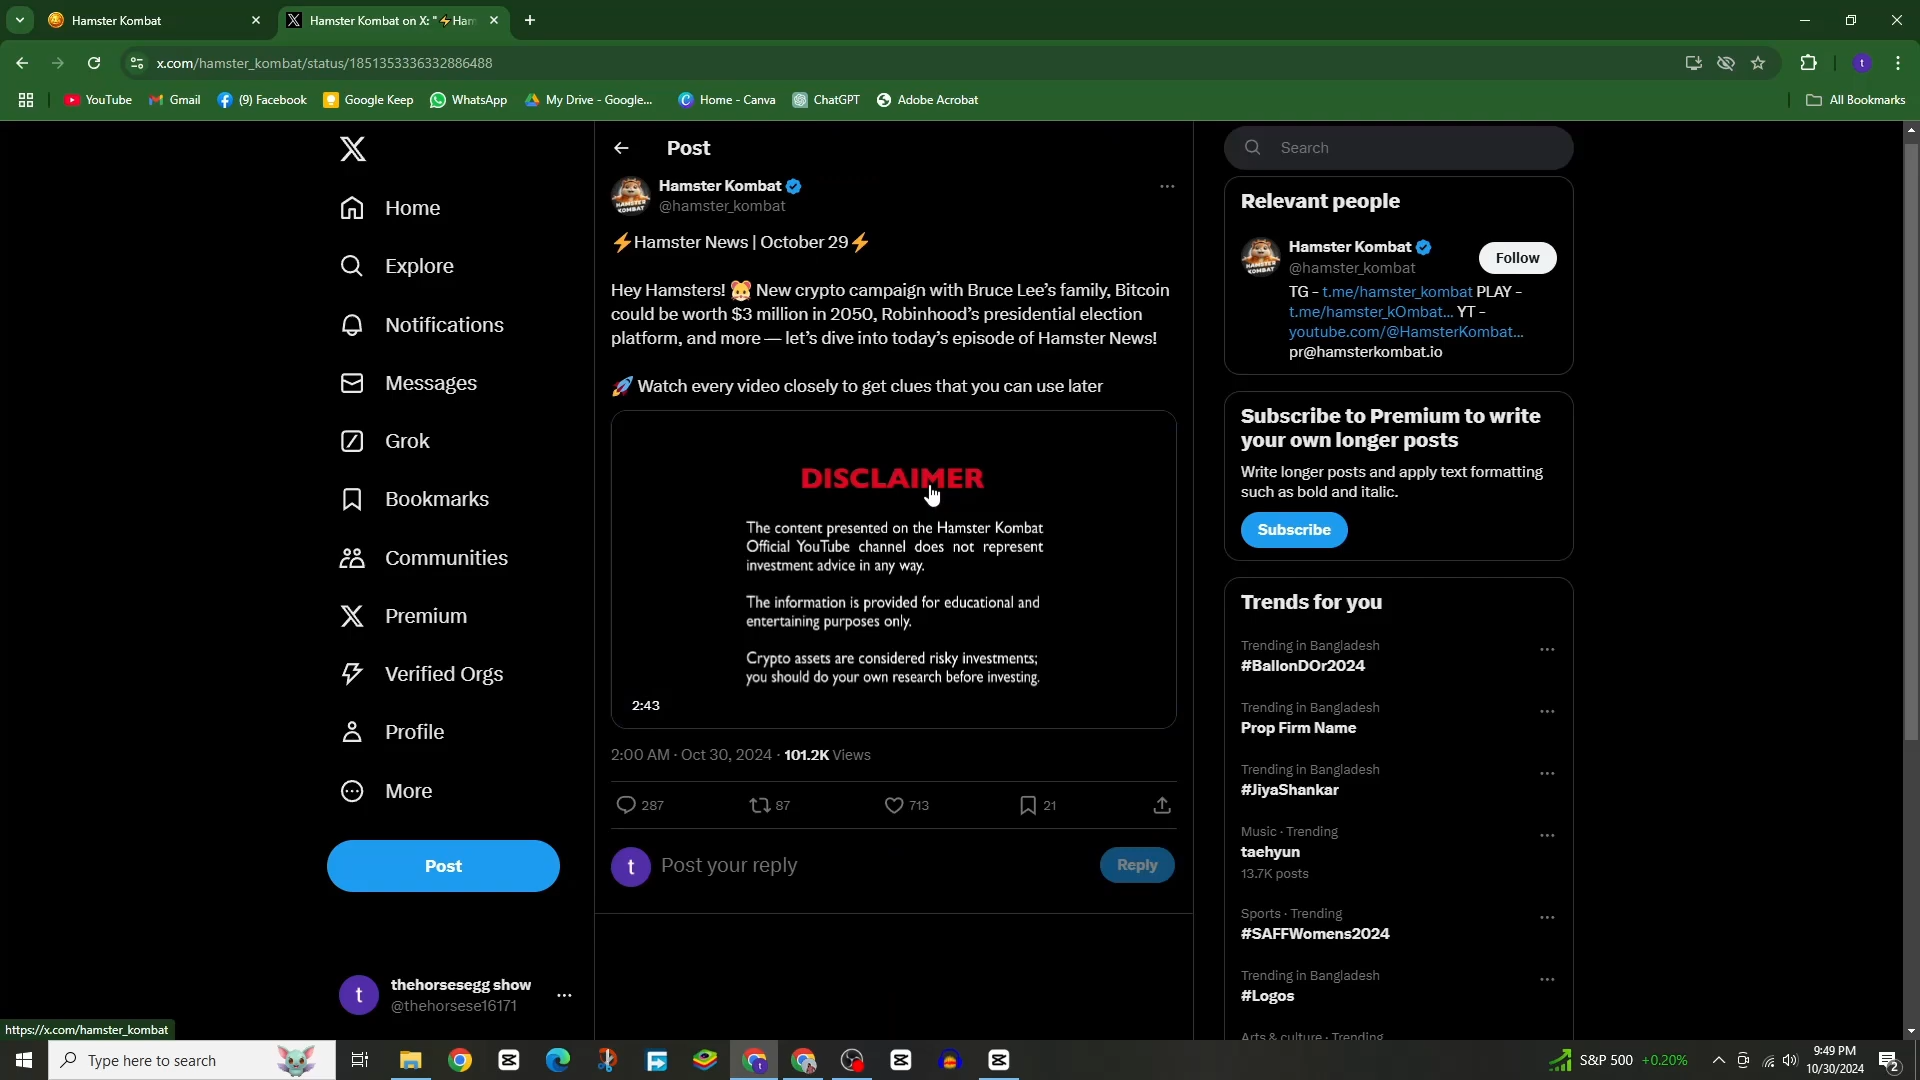 Hamster Kombat
Hamster Kombat on X: "⚡Ham
x.com/hamster_kombat/status/1851353336332886488
t
YouTube
Gmail
(9) Facebook
Google Keep
WhatsApp
My Drive - Google...
Home - Canva
ChatGPT
Adobe Acrobat
All Bookmarks
Home
Explore
Notifications
Messages
Grok
Bookmarks
Communities
Premium
Verified Orgs
Profile
More
Post
t
thehorsesegg show
@thehorsese16171
https://x.com/hamster_kombat
Post
Hamster Kombat
@hamster_kombat
⚡Hamster News | October 29⚡
Hey Hamsters! 🐹 New crypto campaign with Bruce Lee’s family, Bitcoin
could be worth $3 million in 2050, Robinhood’s presidential election
platform, and more — let’s dive into today’s episode of Hamster News!
🚀 Watch every video closely to get clues that you can use later
DISCLAIMER
The content presented on the Hamster Kombat
Official YouTube channel does not represent
investment advice in any way.
The information is provided for educational and
entertaining purposes only.
Crypto assets are considered risky investments;
you should do your own research before investing.
2:43
2:00 AM · Oct 30, 2024 · 101.2K Views
287
87
713
21
t
Post your reply
Reply
Search
Relevant people
Hamster Kombat
@hamster_kombat
Follow
TG - t.me/hamster_kombat PLAY -
t.me/hamster_kOmbat... YT -
youtube.com/@HamsterKombat...
pr@hamsterkombat.io
Subscribe to Premium to write
your own longer posts
Write longer posts and apply text formatting
such as bold and italic.
Subscribe
Trends for you
Trending in Bangladesh
#BallonDOr2024
Trending in Bangladesh
Prop Firm Name
Trending in Bangladesh
#JiyaShankar
Music · Trending
taehyun
13.7K posts
Sports · Trending
#SAFFWomens2024
Trending in Bangladesh
#Logos
Arts & culture · Trending
Type here to search
S&P 500 +0.20%
9:49 PM
10/30/2024
2